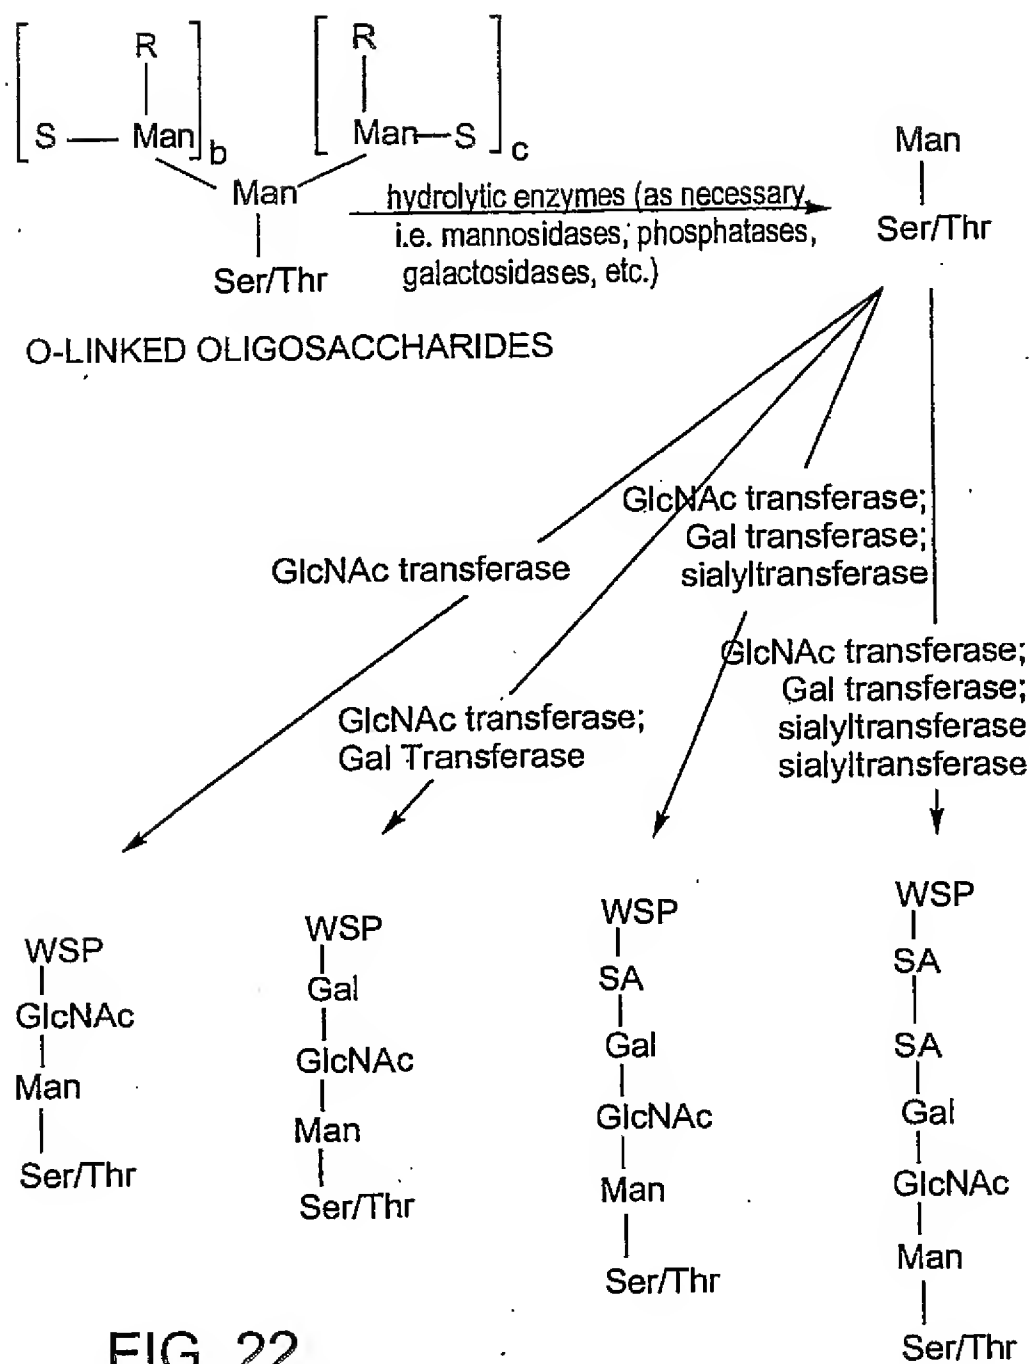 R R
S Man b Man S c
Man
Ser/Thr
O-LINKED OLIGOSACCHARIDES
hydrolytic enzymes (as necessary,
i.e. mannosidases, phosphatases,
galactosidases, etc.)
Man
Ser/Thr
GlcNAc transferase
GlcNAc transferase;
Gal Transferase
GlcNAc transferase;
Gal transferase;
sialyltransferase
GlcNAc transferase;
Gal transferase;
sialyltransferase
sialyltransferase
WSP
GlcNAc
Man
Ser/Thr
WSP
Gal
GlcNAc
Man
Ser/Thr
WSP
SA
Gal
GlcNAc
Man
Ser/Thr
WSP
SA
SA
Gal
GlcNAc
Man
Ser/Thr
FIG. 22